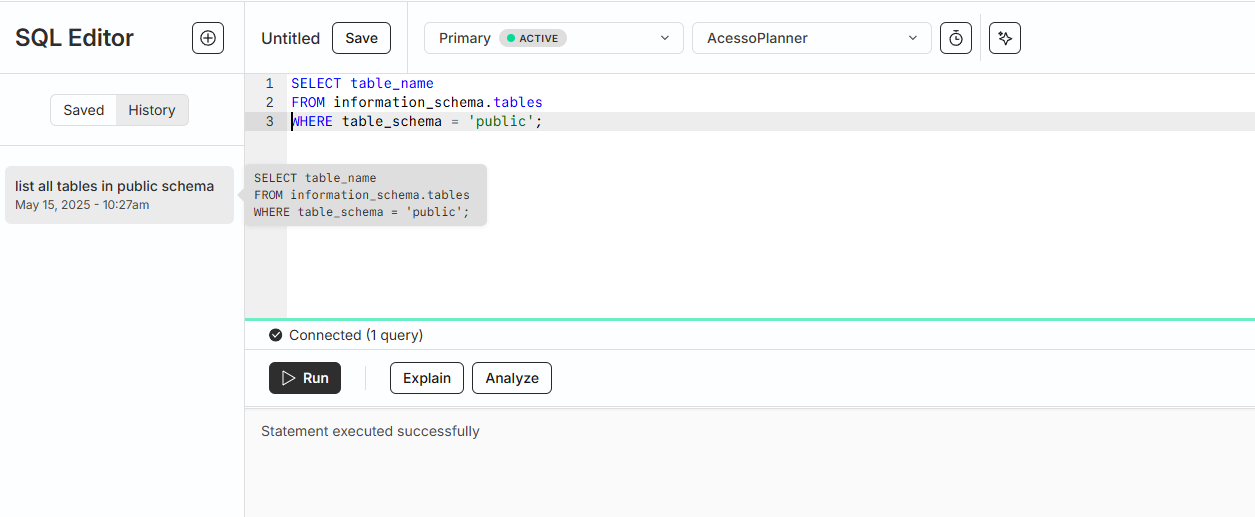 SQL Editor
Untitled
Save
Primary
ACTIVE
AcessoPlanner
Saved
History
list all tables in public schema
May 15, 2025 - 10:27am
1 SELECT table_name
2 FROM information_schema.tables
3 WHERE table_schema = 'public';
SELECT table_name
FROM information_schema.tables
WHERE table_schema = 'public';
Connected (1 query)
Run
Explain
Analyze
Statement executed successfully